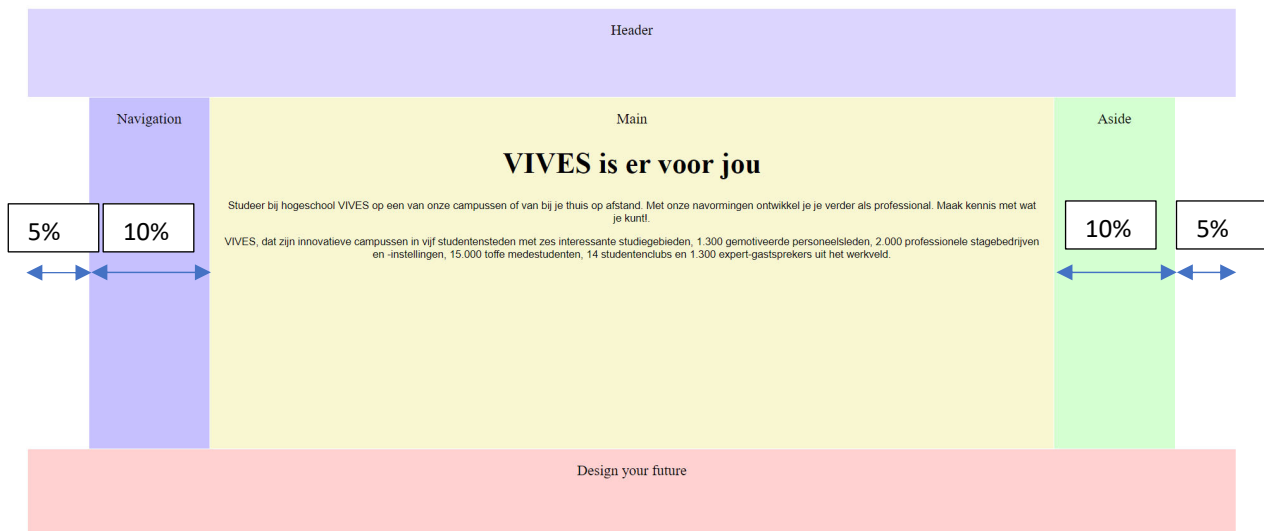 Header
Navigation
Main
Aside
VIVES is er voor jou
Studeer bij hogeschool VIVES op een van onze campussen of van bij je thuis op afstand. Met onze navormingen ontwikkel je je verder als professional. Maak kennis met wat
je kunt!.
VIVES, dat zijn innovatieve campussen in vijf studentensteden met zes interessante studiegebieden, 1.300 gemotiveerde personeelsleden, 2.000 professionele stagebedrijven
en -instellingen, 15.000 toffe medestudenten, 14 studentenclubs en 1.300 expert-gastsprekers uit het werkveld.
5%
10%
10%
5%
Design your future